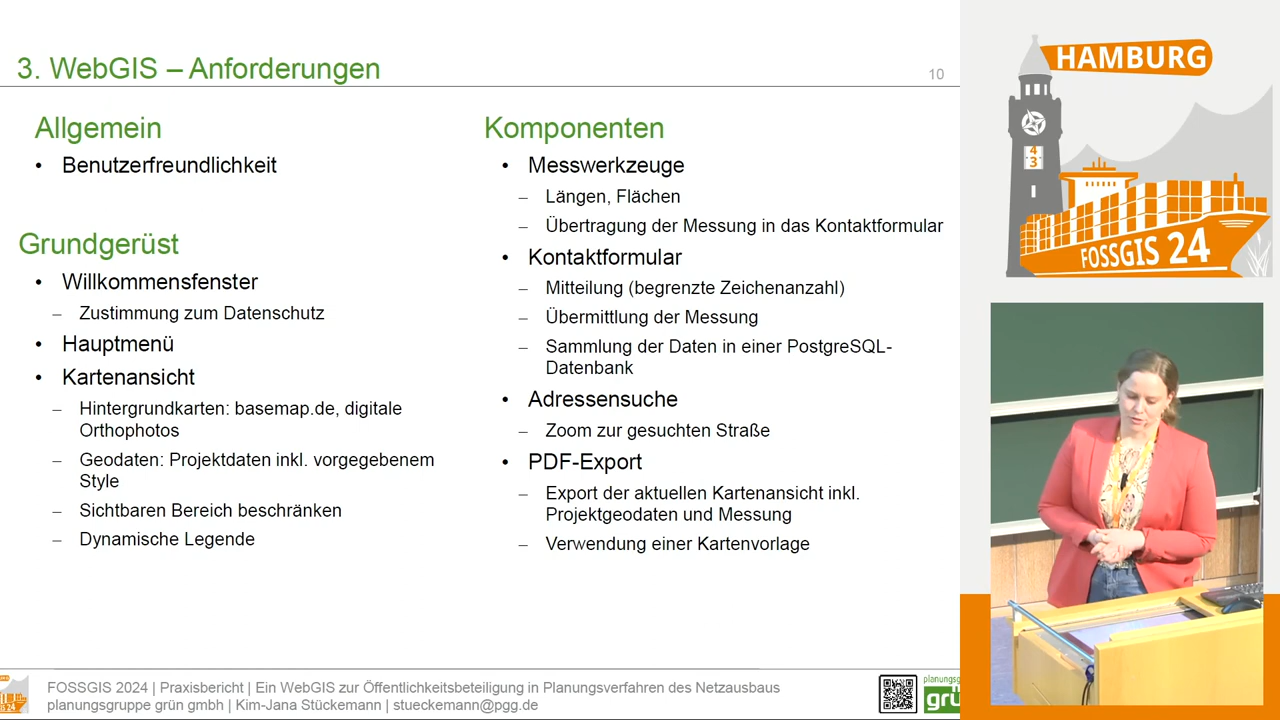 3. WebGIS – Anforderungen
10
Allgemein
• Benutzerfreundlichkeit
Grundgerüst
• Willkommensfenster
– Zustimmung zum Datenschutz
• Hauptmenü
• Kartenansicht
– Hintergrundkarten: basemap.de, digitale
Orthophotos
– Geodaten: Projektdaten inkl. vorgegebenem
Style
– Sichtbaren Bereich beschränken
– Dynamische Legende
Komponenten
• Messwerkzeuge
– Längen, Flächen
– Übertragung der Messung in das Kontaktformular
• Kontaktformular
– Mitteilung (begrenzte Zeichenanzahl)
– Übermittlung der Messung
– Sammlung der Daten in einer PostgreSQL-
Datenbank
• Adressensuche
– Zoom zur gesuchten Straße
• PDF-Export
– Export der aktuellen Kartenansicht inkl.
Projektgeodaten und Messung
– Verwendung einer Kartenvorlage
FOSSGIS 2024 | Praxisbericht | Ein WebGIS zur Öffentlichkeitsbeteiligung in Planungsverfahren des Netzausbaus
planungsgruppe grün gmbh | Kim-Jana Stückemann | stueckemann@pgg.de
HAMBURG
4
3
FOSSGIS 24